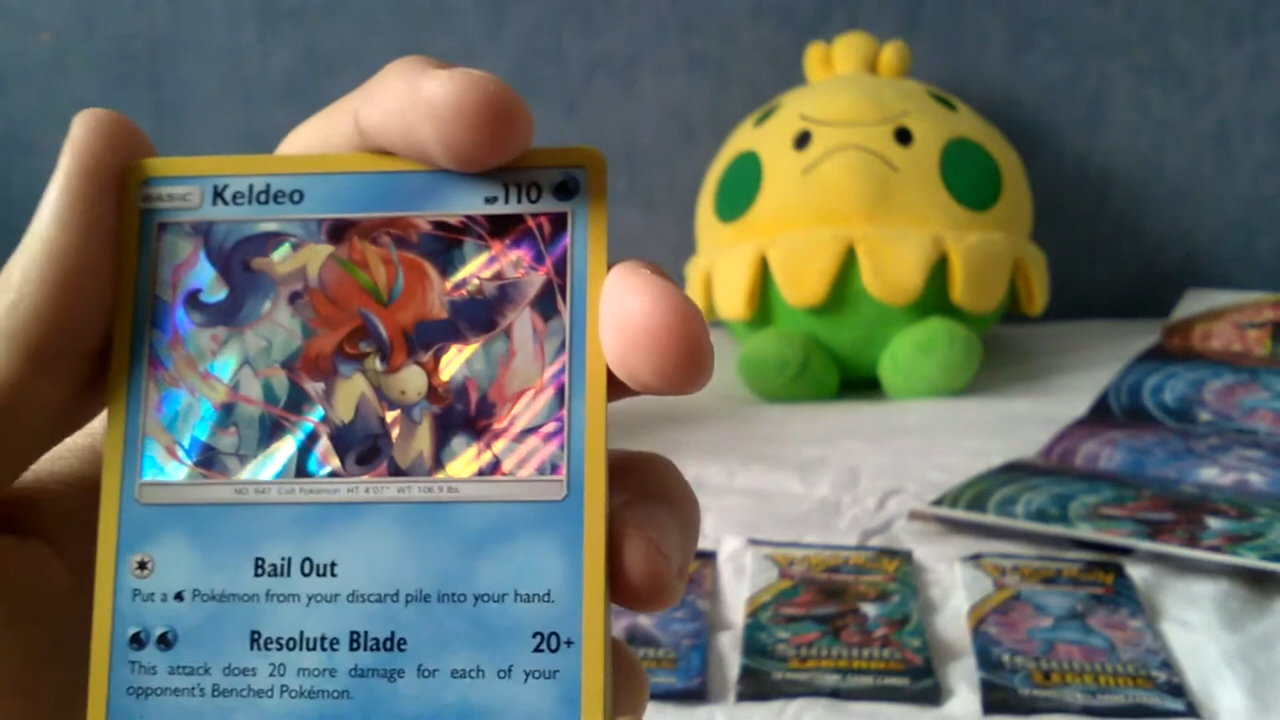 BASIC Keldeo HP 110
NO. 647 Colt Pokémon HT: 4'07" WT: 106.9 lbs.
Bail Out
Put a Pokémon from your discard pile into your hand.
Resolute Blade 20+
This attack does 20 more damage for each of your
opponent's Benched Pokémon.
Pokémon
SHINING
LEGENDS
Pokémon
SHINING
LEGENDS